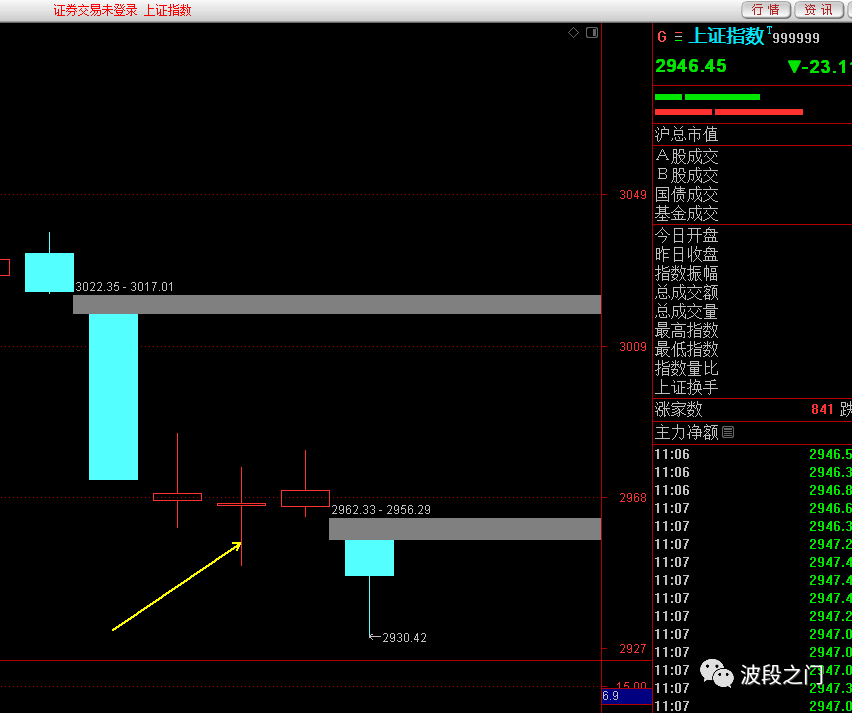 证券交易未登录 上证指数
行情 资讯
G 上证指数 T 999999
2946.45 ▼-23.1
沪总市值
A股成交
B股成交
国债成交
基金成交
今日开盘
昨日收盘
指数振幅
总成交额
总成交量
最高指数
最低指数
指数量比
上证换手
涨家数 841 跌
主力净额
11:06 2946.5
11:06 2946.3
11:06 2946.8
11:07 2946.6
11:07 2946.3
11:07 2947.2
11:07 2947.4
11:07 2947.4
11:07 2947.4
11:07 2947.2
11:07 2947.0
11:07 2947.0
11:07 2947.0
11:07 2947.3
11:07 2947.0
3049
3022.35 - 3017.01
3009
2968
2962.33 - 2956.29
2930.42
2927
15.00
6.9
波段之门